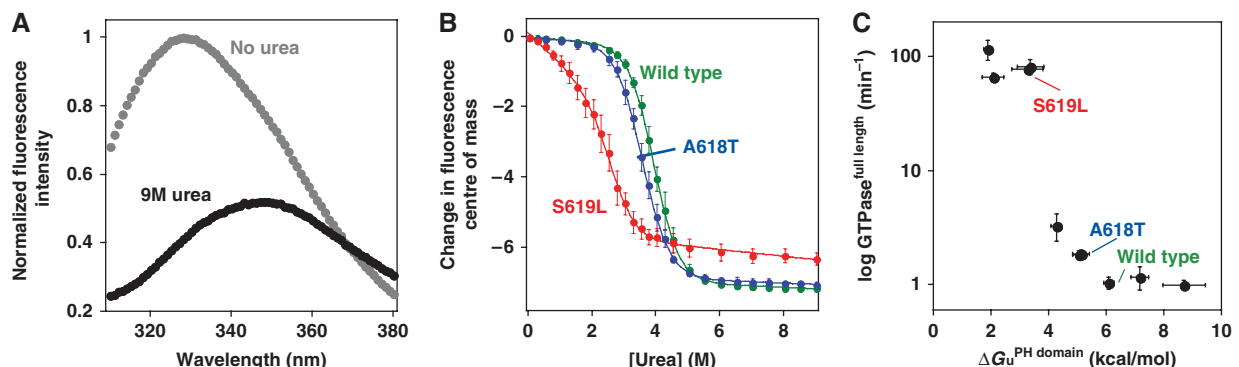 A
Normalized fluorescence
intensity
1
0.8
0.6
0.4
0.2
No urea
9M urea
320
340
360
380
Wavelength (nm)
B
Change in fluorescence
centre of mass
0
−2
−4
−6
Wild type
A618T
S619L
0
2
4
6
8
[Urea] (M)
C
log GTPase^full length (min⁻¹)
100
10
1
S619L
A618T
Wild type
0
2
4
6
8
10
ΔGu^PH domain (kcal/mol)